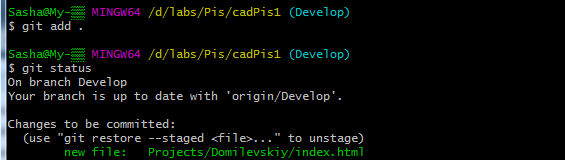 Sasha@My-▒▒ MINGW64 /d/labs/Pis/cadPis1 (Develop)
$ git add .
Sasha@My-▒▒ MINGW64 /d/labs/Pis/cadPis1 (Develop)
$ git status
On branch Develop
Your branch is up to date with 'origin/Develop'.
Changes to be committed:
(use "git restore --staged <file>..." to unstage)
new file: Projects/Domilevskiy/index.html